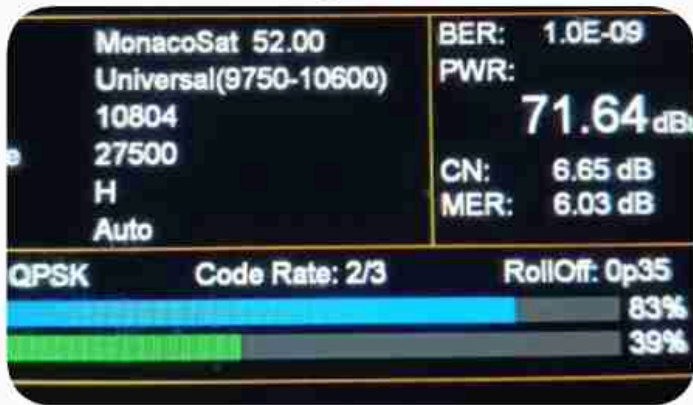 MonacoSat 52.00
Universal(9750-10600)
10804
e 27500
H
Auto
BER: 1.0E-09
PWR:
71.64 dB
CN: 6.65 dB
MER: 6.03 dB
QPSK Code Rate: 2/3 RollOff: 0p35
83%
39%